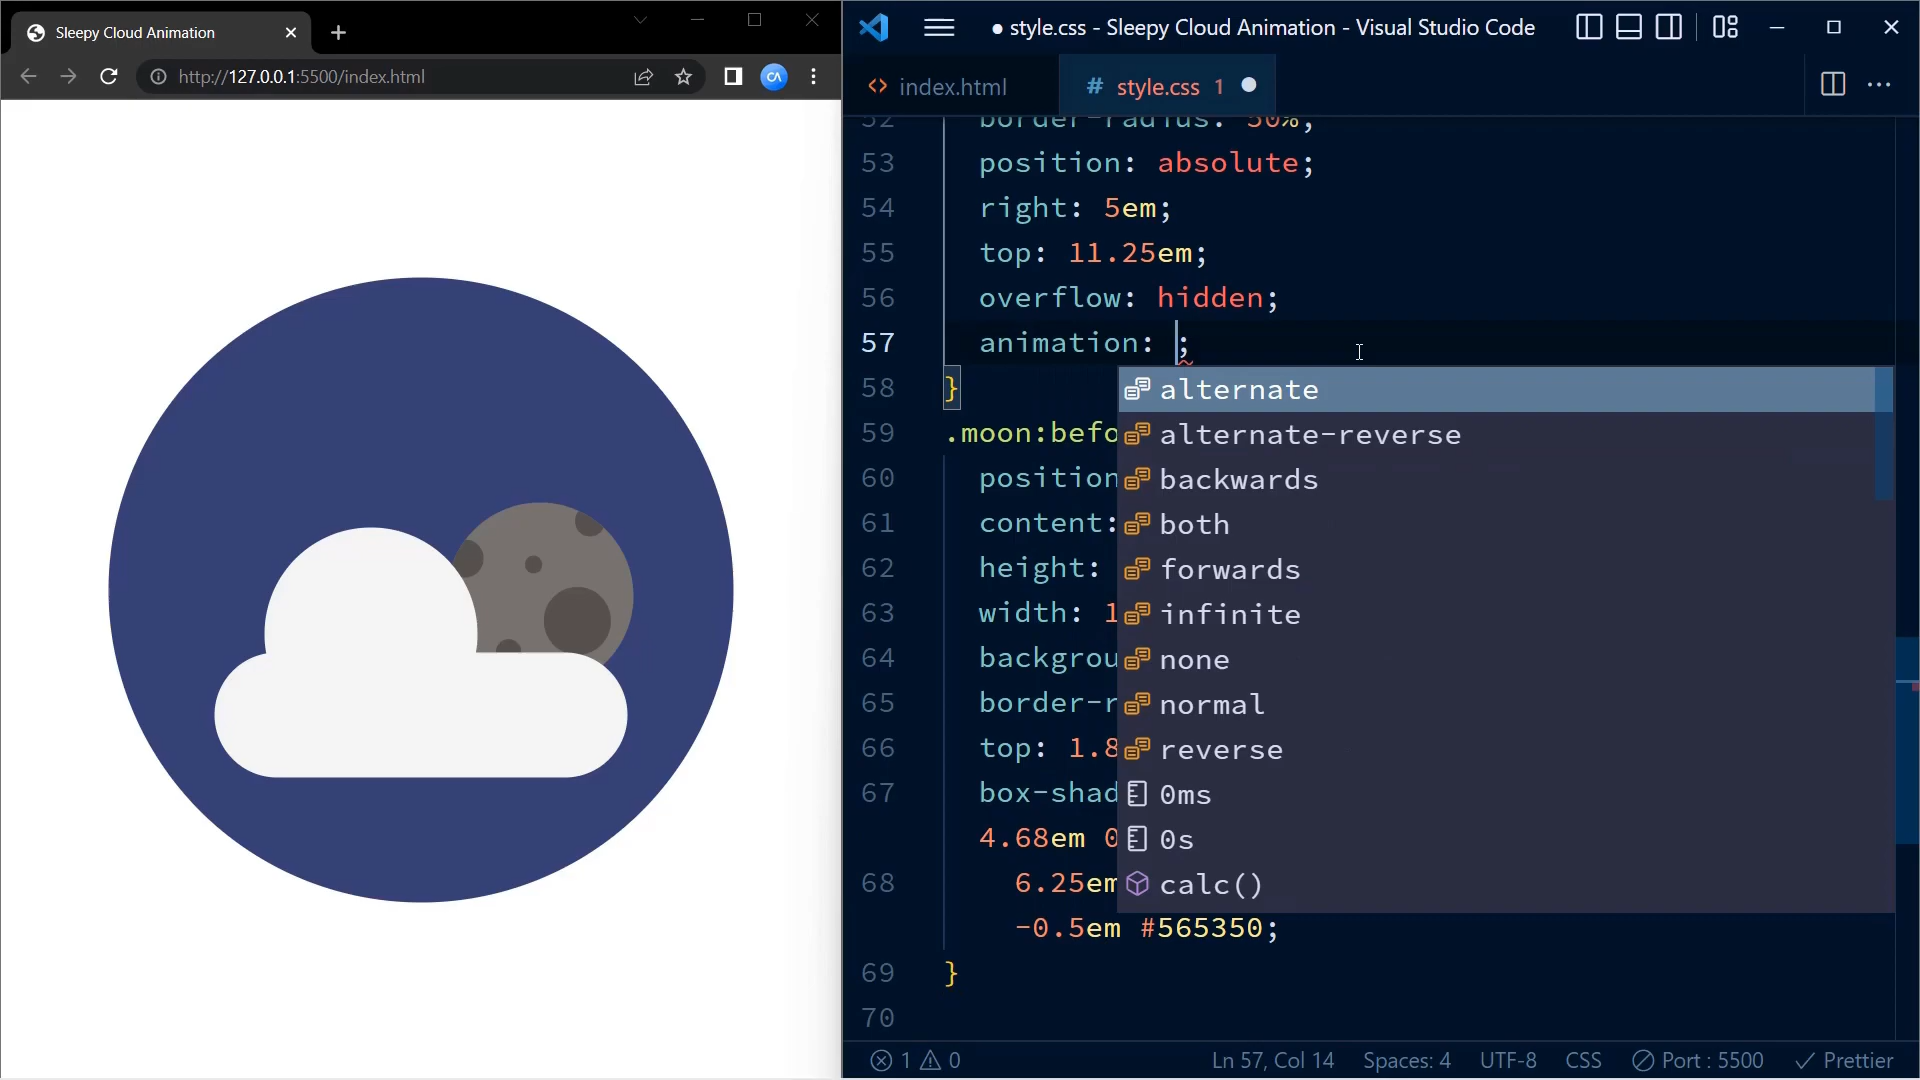 Sleepy Cloud Animation
http://127.0.0.1:5500/index.html
CA
● style.css - Sleepy Cloud Animation - Visual Studio Code
index.html
# style.css 1
52 border-radius: 50%;
53 position: absolute;
54 right: 5em;
55 top: 11.25em;
56 overflow: hidden;
57 animation: ;
58 }
59 .moon:befo
60 position
61 content:
62 height:
63 width: 1
64 backgrou
65 border-r
66 top: 1.8
67 box-shad
4.68em 0
68 6.25em
-0.5em #565350;
69 }
70
alternate
alternate-reverse
backwards
both
forwards
infinite
none
normal
reverse
0ms
0s
calc()
1 0
Ln 57, Col 14 Spaces: 4 UTF-8 CSS Port : 5500 Prettier